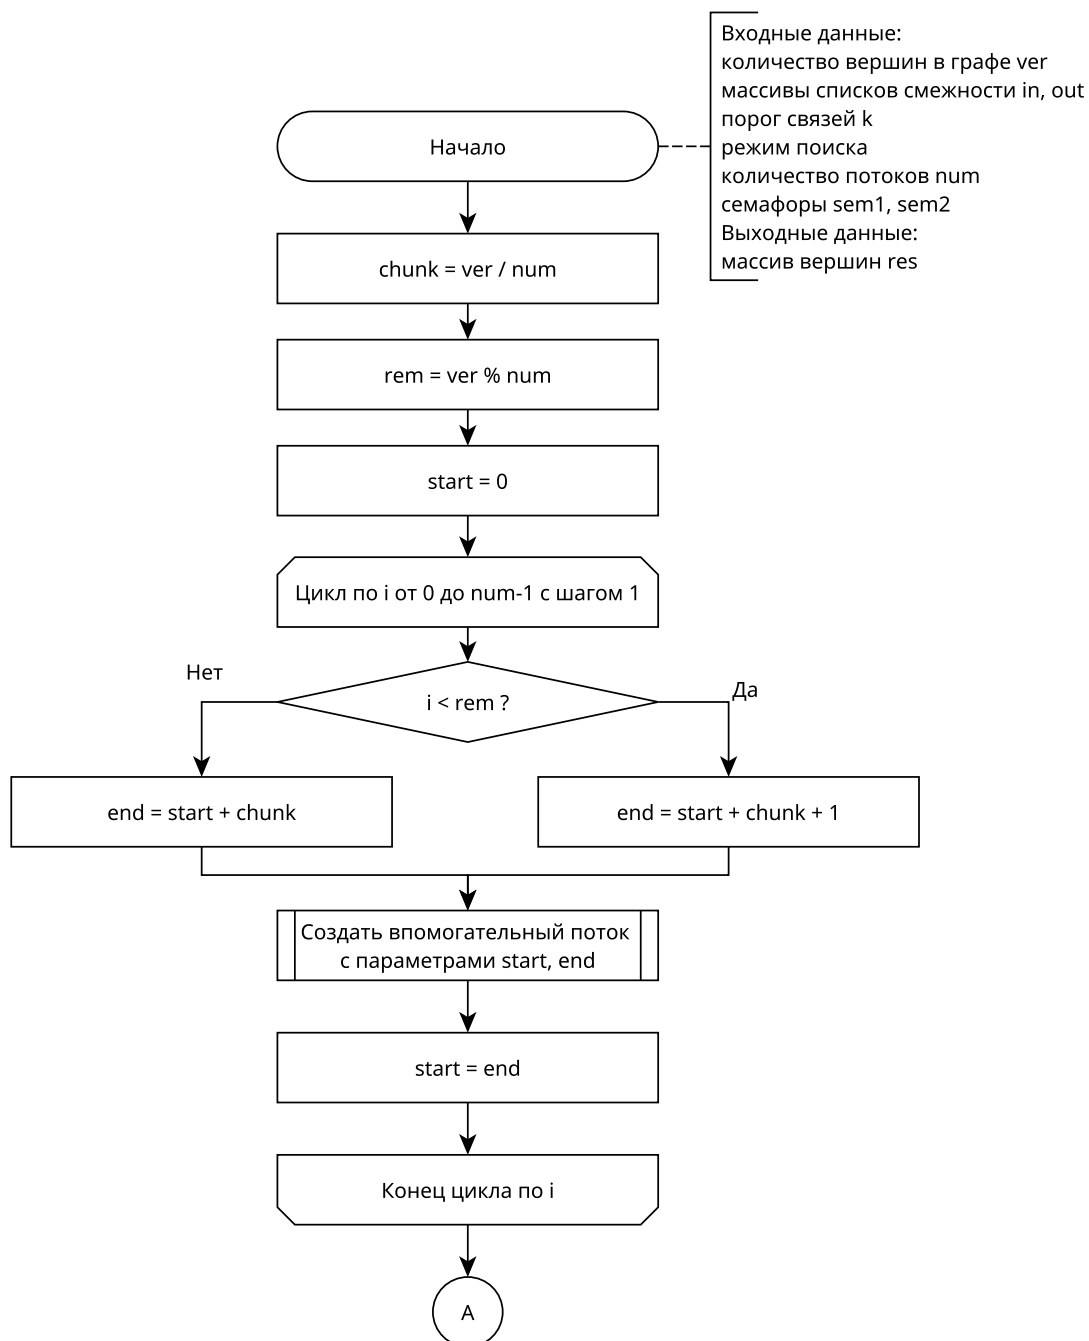 Входные данные:
количество вершин в графе ver
массивы списков смежности in, out
порог связей k
режим поиска
количество потоков num
семафоры sem1, sem2
Выходные данные:
массив вершин res
Начало
chunk = ver / num
rem = ver % num
start = 0
Цикл по i от 0 до num-1 с шагом 1
i < rem ?
Нет
Да
end = start + chunk
end = start + chunk + 1
Создать впомогательный поток
с параметрами start, end
start = end
Конец цикла по i
A